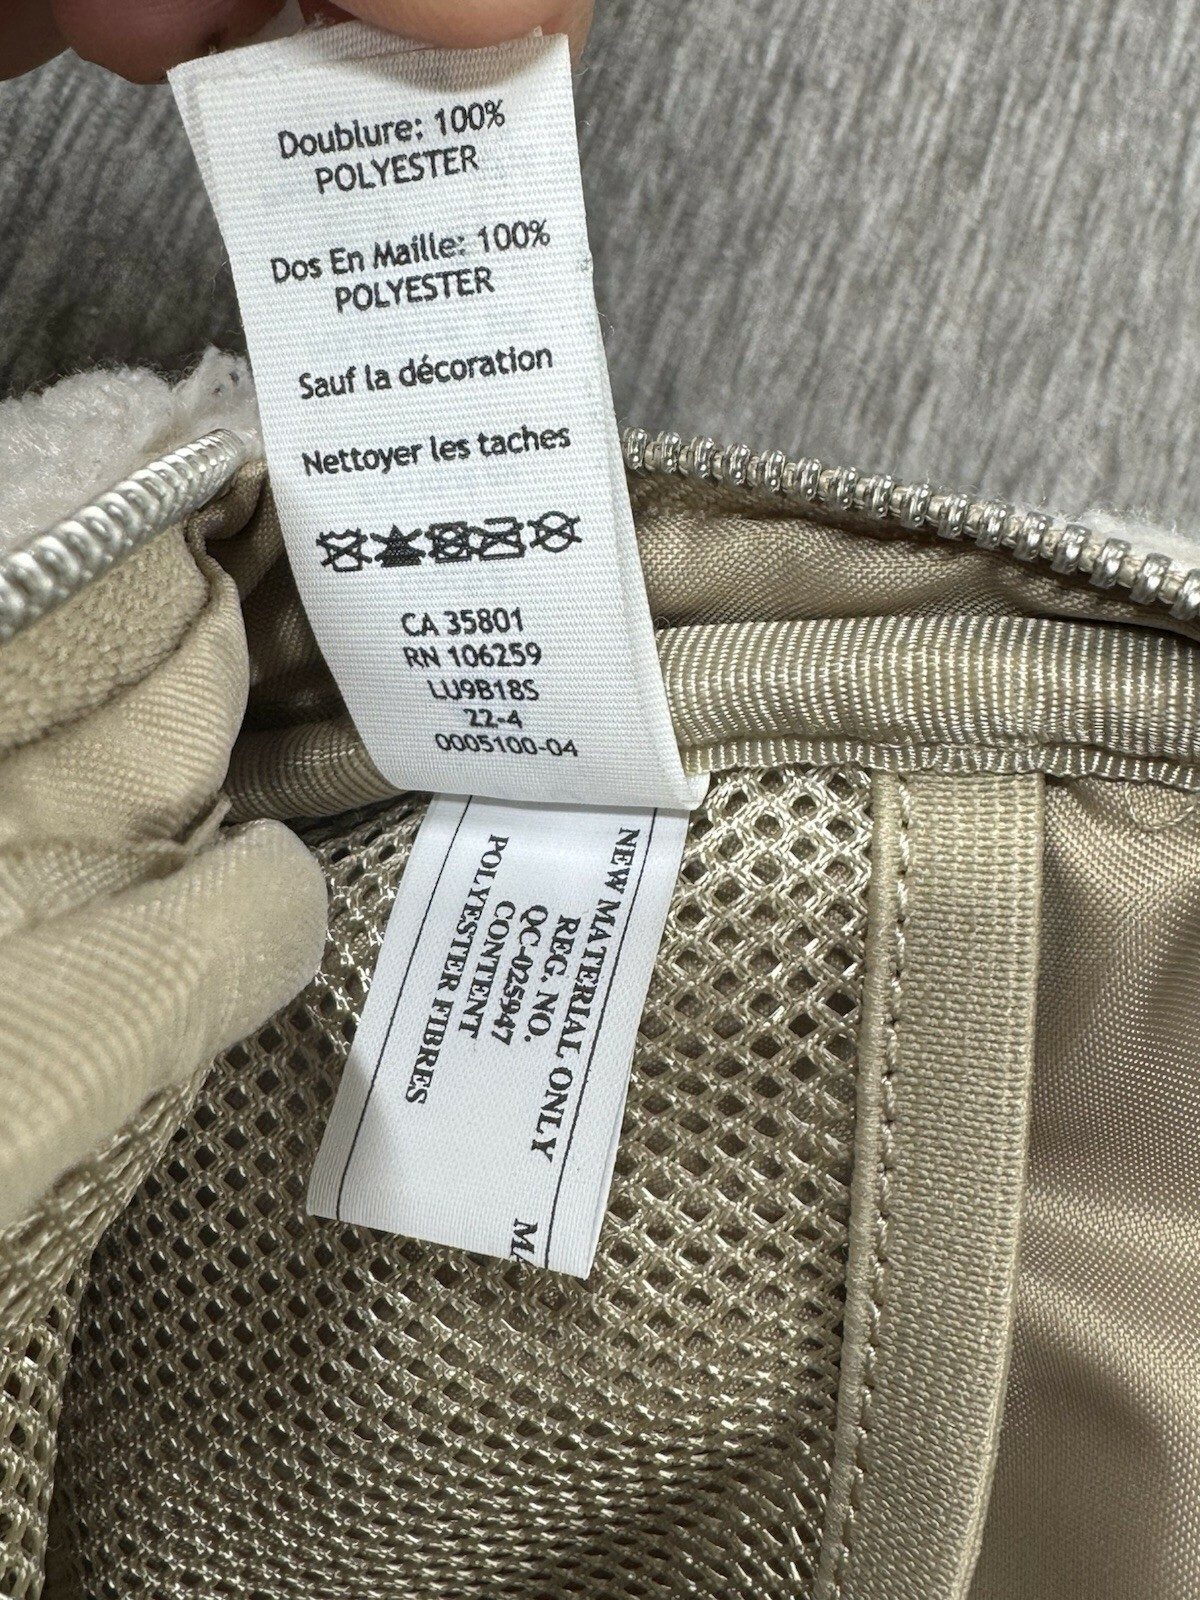 Doublure: 100%
POLYESTER
Dos En Maille: 100%
POLYESTER
Sauf la décoration
Nettoyer les taches
CA 35801
RN 106259
LU9B18S
22-4
0005100-04
NEW MATERIAL ONLY
REG. NO.
QC-025947
CONTENT
POLYESTER FIBRES